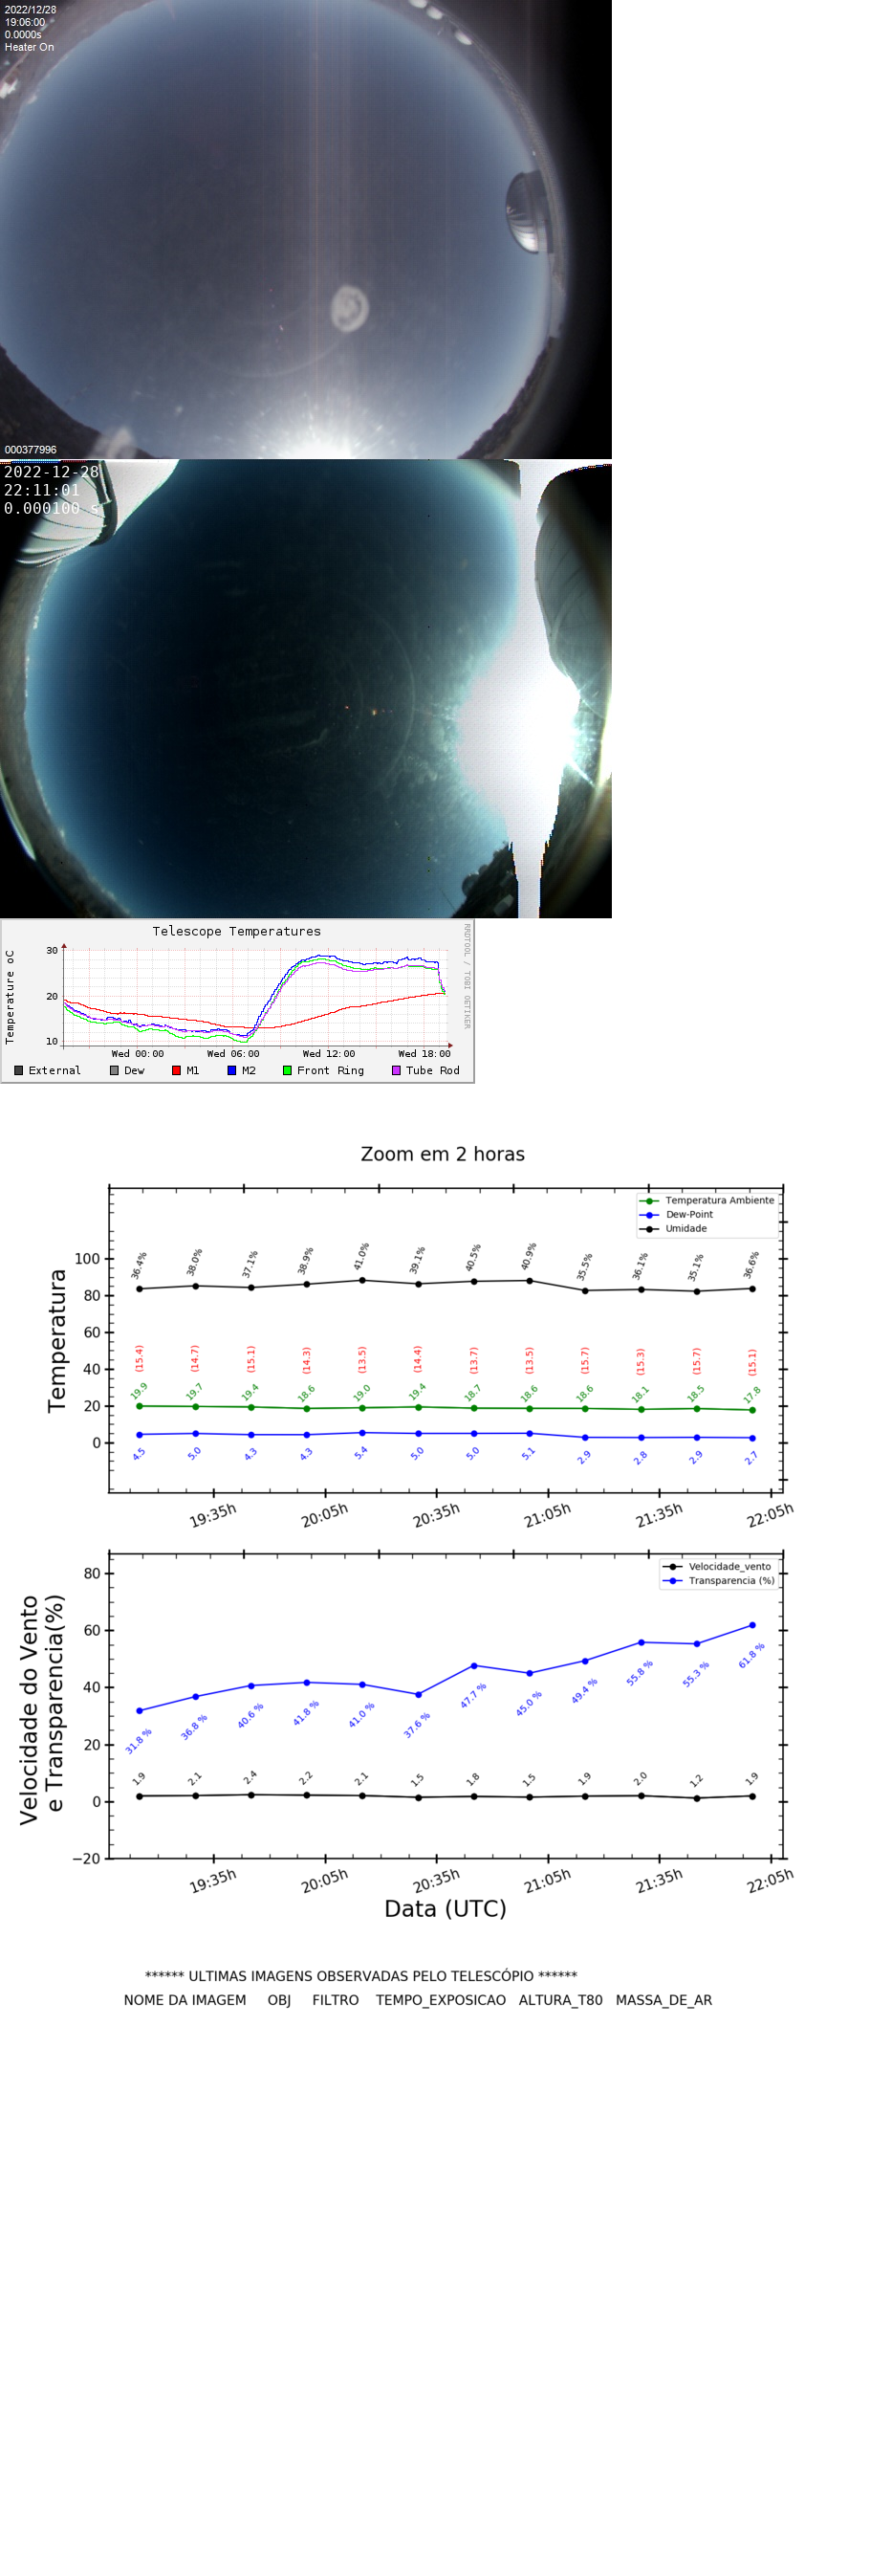 2022/12/28
19:06:00
0.0000s
Heater On
000377996
2022-12-28
22:11:01
0.000100 s
Telescope Temperatures
RRDTOOL / TOBI OETIKER
Temperature oC
30
20
10
Wed 00:00 Wed 06:00 Wed 12:00 Wed 18:00
External Dew M1 M2 Front Ring Tube Rod
Zoom em 2 horas
Temperatura Ambiente
Dew-Point
Umidade
Temperatura
100
80
60
40
20
0
36.4% 38.0% 37.1% 38.9% 41.0% 39.1% 40.5% 40.9% 35.5% 36.1% 35.1% 36.6%
(15.4) (14.7) (15.1) (14.3) (13.5) (14.4) (13.7) (13.5) (15.7) (15.3) (15.7) (15.1)
19.9 19.7 19.4 18.6 19.0 19.4 18.7 18.6 18.6 18.1 18.5 17.8
4.5 5.0 4.3 4.3 5.4 5.0 5.0 5.1 2.9 2.8 2.9 2.7
19:35h 20:05h 20:35h 21:05h 21:35h 22:05h
Velocidade_vento
Transparencia (%)
Velocidade do Vento
e Transparencia(%)
80
60
40
20
0
−20
31.8 % 36.8 % 40.6 % 41.8 % 41.0 % 37.6 % 47.7 % 45.0 % 49.4 % 55.8 % 55.3 % 61.8 %
1.9 2.1 2.4 2.2 2.1 1.5 1.8 1.5 1.9 2.0 1.2 1.9
19:35h 20:05h 20:35h 21:05h 21:35h 22:05h
Data (UTC)
****** ULTIMAS IMAGENS OBSERVADAS PELO TELESCÓPIO ******
NOME DA IMAGEM OBJ FILTRO TEMPO_EXPOSICAO ALTURA_T80 MASSA_DE_AR